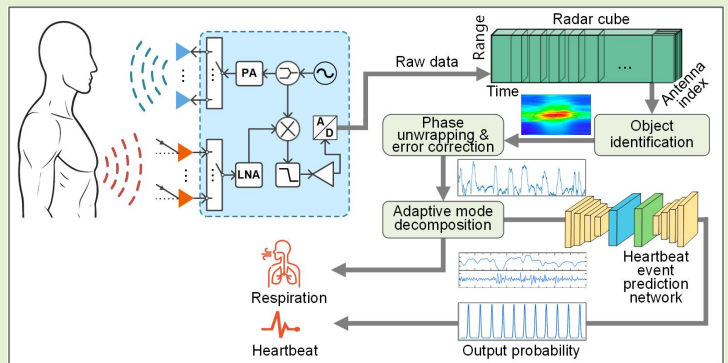 Radar cube
Range
Raw data
...
Time
Antenna
index
PA
A
D
LNA
Phase
unwrapping &
error correction
Object
identification
Adaptive mode
decomposition
Heartbeat
event
prediction
network
Respiration
Heartbeat
Output probability